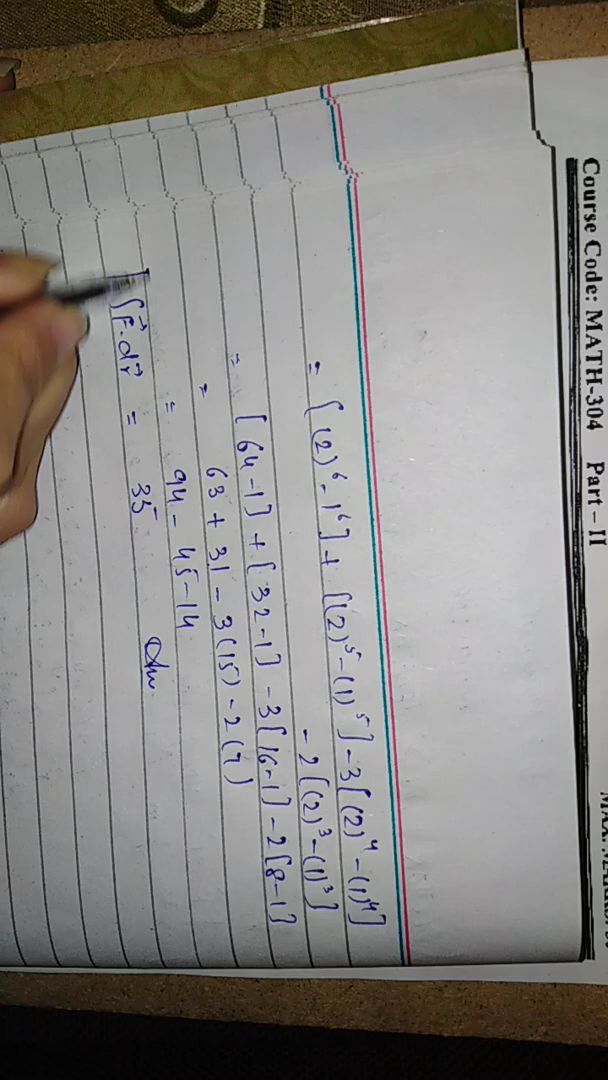 Course Code: MATH-304 Part – II
= [(2)^6 - 1^6] + [(2)^5 - (1)^5] - 3[(2)^4 - (1)^4]
- 2[(2)^3 - (1)^3]
= [64-1] + [32-1] - 3[16-1] - 2[8-1]
= 63 + 31 - 3(15) - 2(7)
= 94 - 45 - 14
∫F⃗.dr⃗ = 35 Ans.